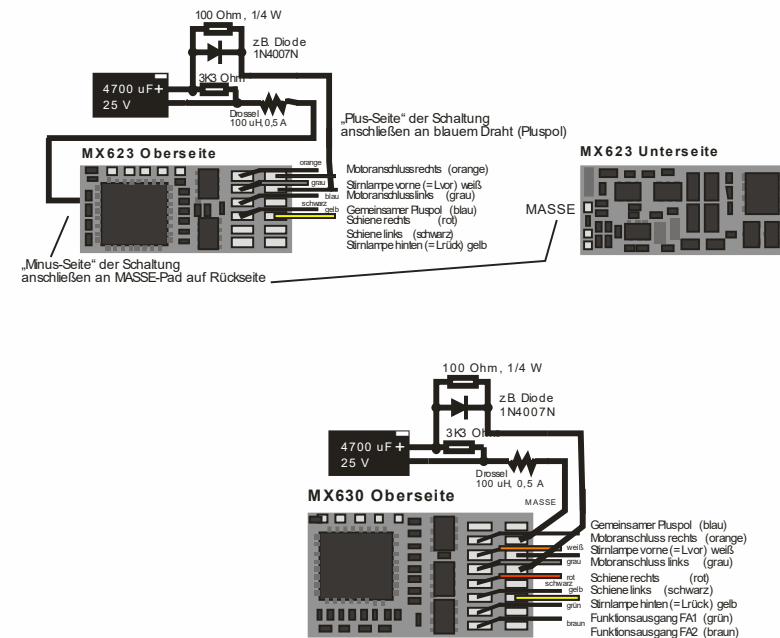 100 Ohm, 1/4 W
z.B. Diode
1N4007N
3K3 Ohm
4700 uF+
25 V
Drossel
100 uH,0,5 A
„Plus-Seite“ der Schaltung
anschließen an blauem Draht (Pluspol)
MX623 Oberseite
MX623 Unterseite
orange
grau
blau
schwarz
gelb
Motoranschluss rechts (orange)
Stirnlampe vorne (= Lvor) weiß
Motoranschluss links (grau)
Gemeinsamer Pluspol (blau)
Schiene rechts (rot)
Schiene links (schwarz)
Stirnlampe hinten (= Lrück) gelb
MASSE
„Minus-Seite“ der Schaltung
anschließen an MASSE-Pad auf Rückseite
100 Ohm, 1/4 W
z.B. Diode
1N4007N
3K3 Ohm
4700 uF +
25 V
Drossel
100 uH, 0,5 A
MASSE
MX630 Oberseite
weiß
grau
rot
schwarz
gelb
grün
braun
Gemeinsamer Pluspol (blau)
Motoranschluss rechts (orange)
Stirnlampe vorne (= Lvor) weiß
Motoranschluss links (grau)
Schiene rechts (rot)
Schiene links (schwarz)
Stirnlampe hinten (= Lrück) gelb
Funktionsausgang FA1 (grün)
Funktionsausgang FA2 (braun)